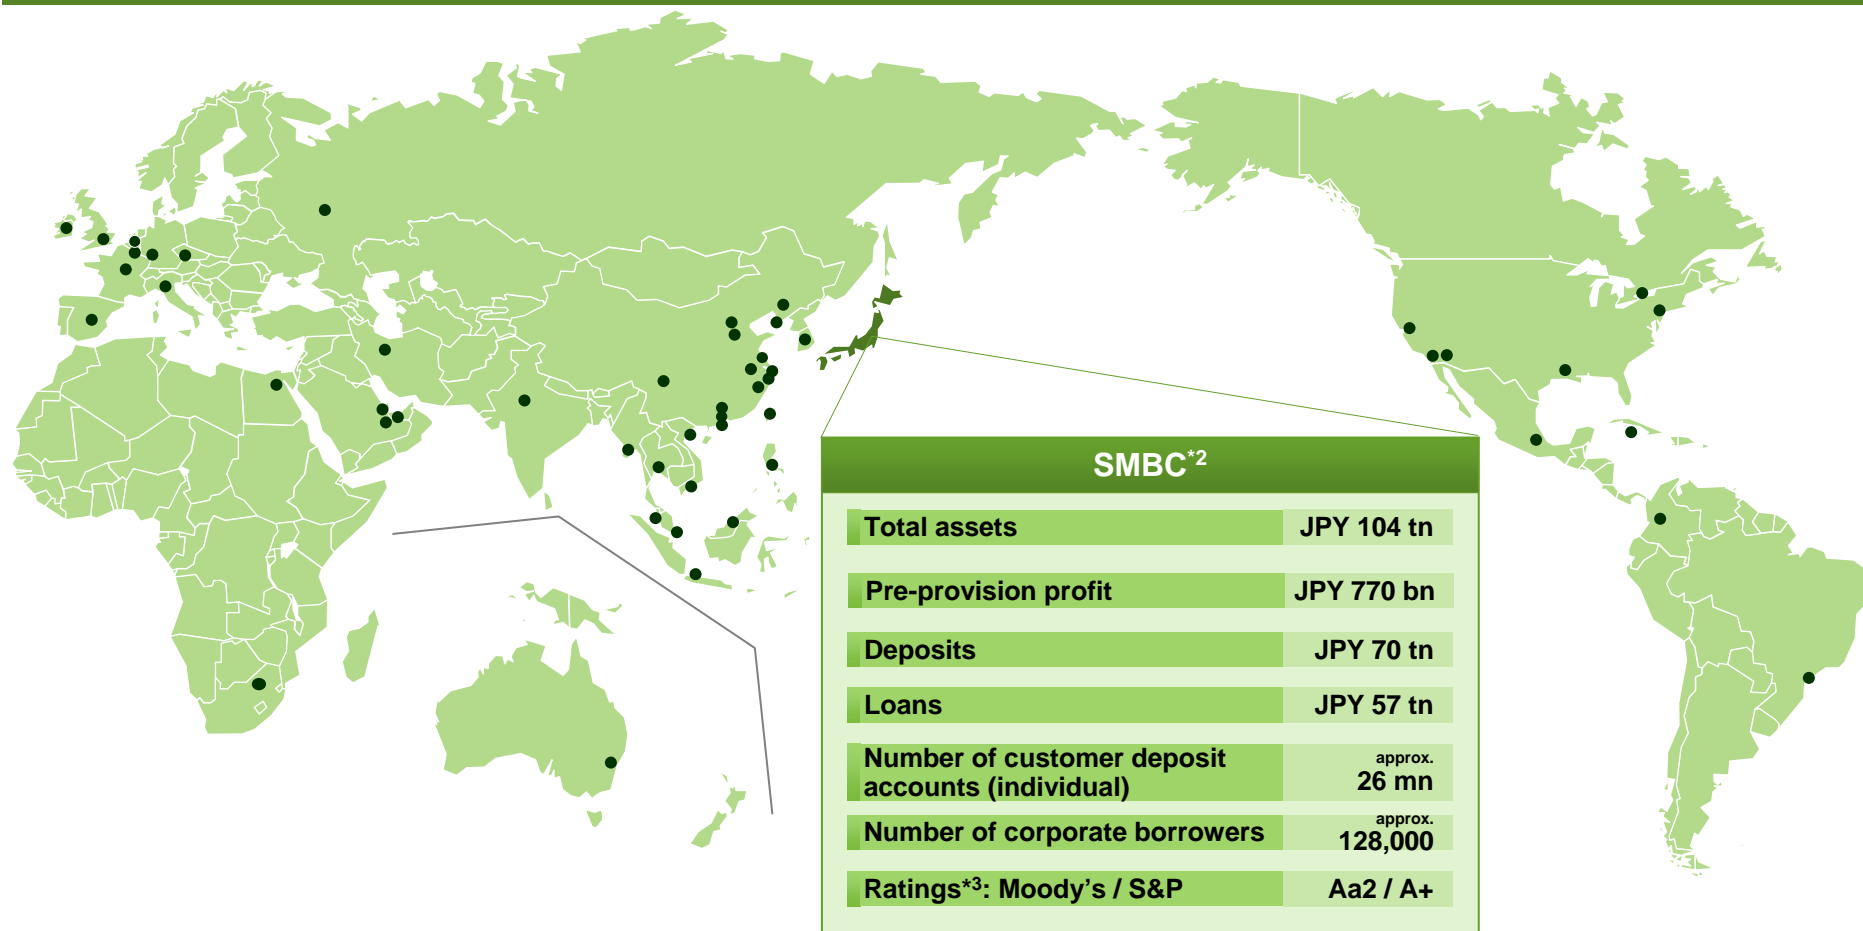 SMBC*2
Total assets JPY 104 tn
Pre-provision profit JPY 770 bn
Deposits JPY 70 tn
Loans JPY 57 tn
Number of customer deposit
accounts (individual)
approx.
26 mn
Number of corporate borrowers
approx.
128,000
Ratings*3: Moody's / S&P Aa2 / A+